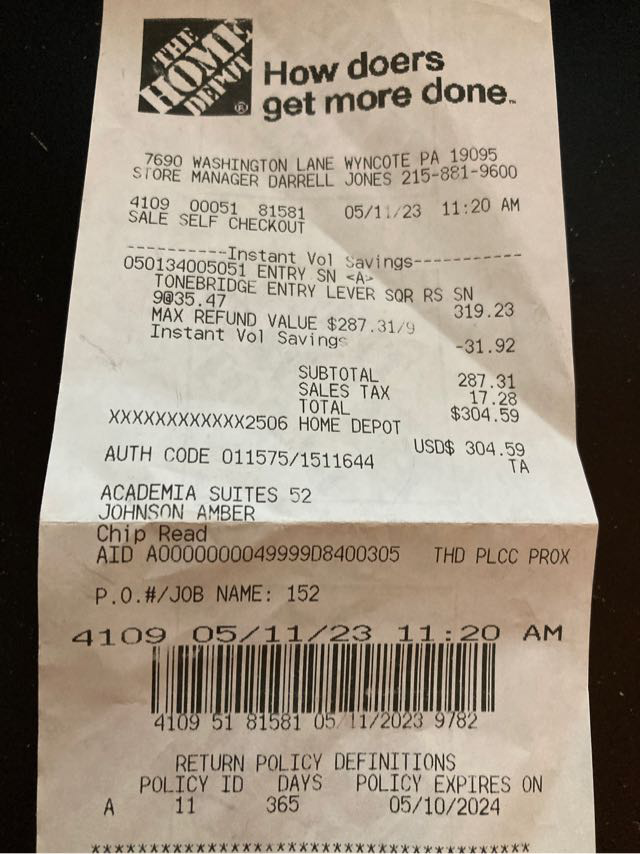 THE HOME DEPOT ®
How doers
get more done™
7690 WASHINGTON LANE WYNCOTE PA 19095
STORE MANAGER DARRELL JONES 215-881-9600
4109 00051 81581 05/11/23 11:20 AM
SALE SELF CHECKOUT
----------Instant Vol Savings-----------
050134005051 ENTRY SN <A>
TONEBRIDGE ENTRY LEVER SQR RS SN
9@35.47 319.23
MAX REFUND VALUE $287.31/9
Instant Vol Savings -31.92
SUBTOTAL 287.31
SALES TAX 17.28
TOTAL $304.59
XXXXXXXXXXXX2506 HOME DEPOT
USD$ 304.59
AUTH CODE 011575/1511644 TA
ACADEMIA SUITES 52
JOHNSON AMBER
Chip Read
AID A0000000049999D8400305 THD PLCC PROX
P.O.#/JOB NAME: 152
4109 05/11/23 11:20 AM
4109 51 81581 05/11/2023 9782
RETURN POLICY DEFINITIONS
POLICY ID DAYS POLICY EXPIRES ON
A 11 365 05/10/2024
*******************************************